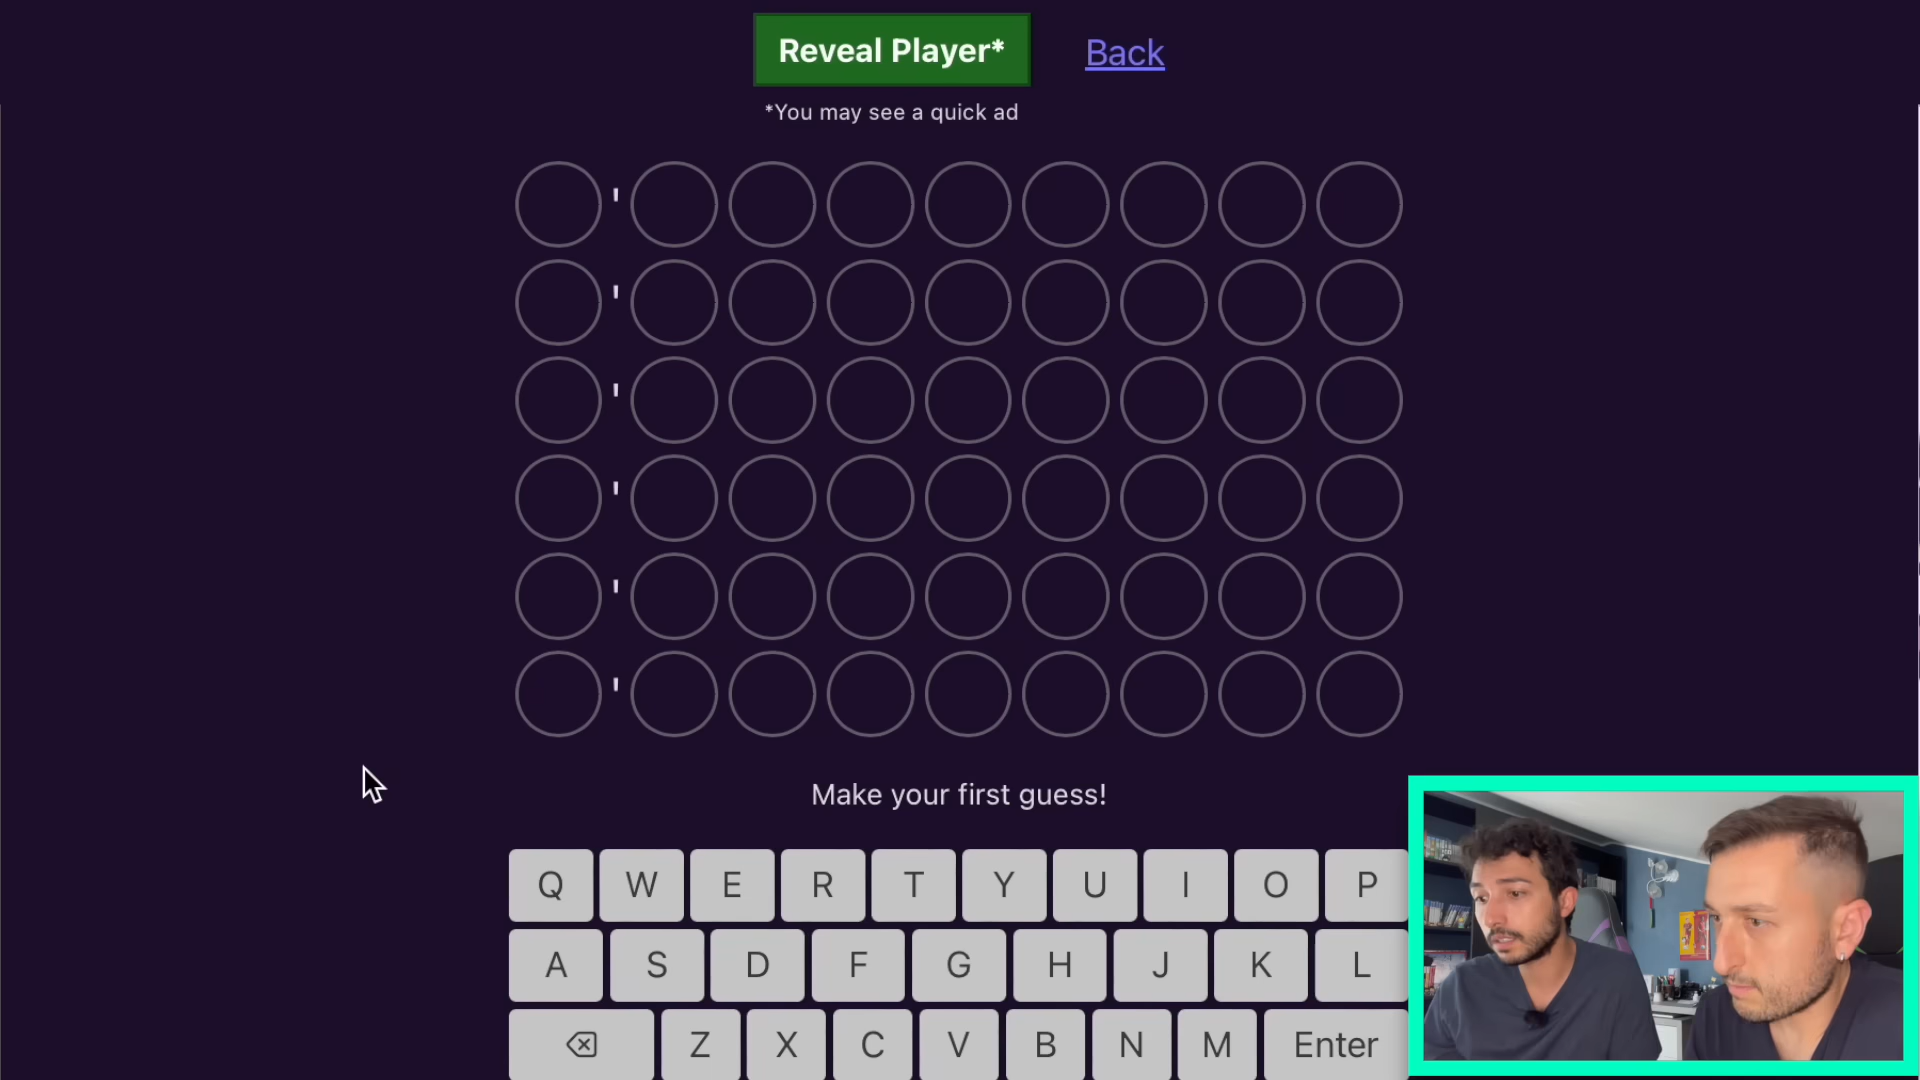 Reveal Player*
Back
*You may see a quick ad
'
'
'
'
'
'
Make your first guess!
Q W E R T Y U I O P
A S D F G H J K L
Z X C V B N M Enter